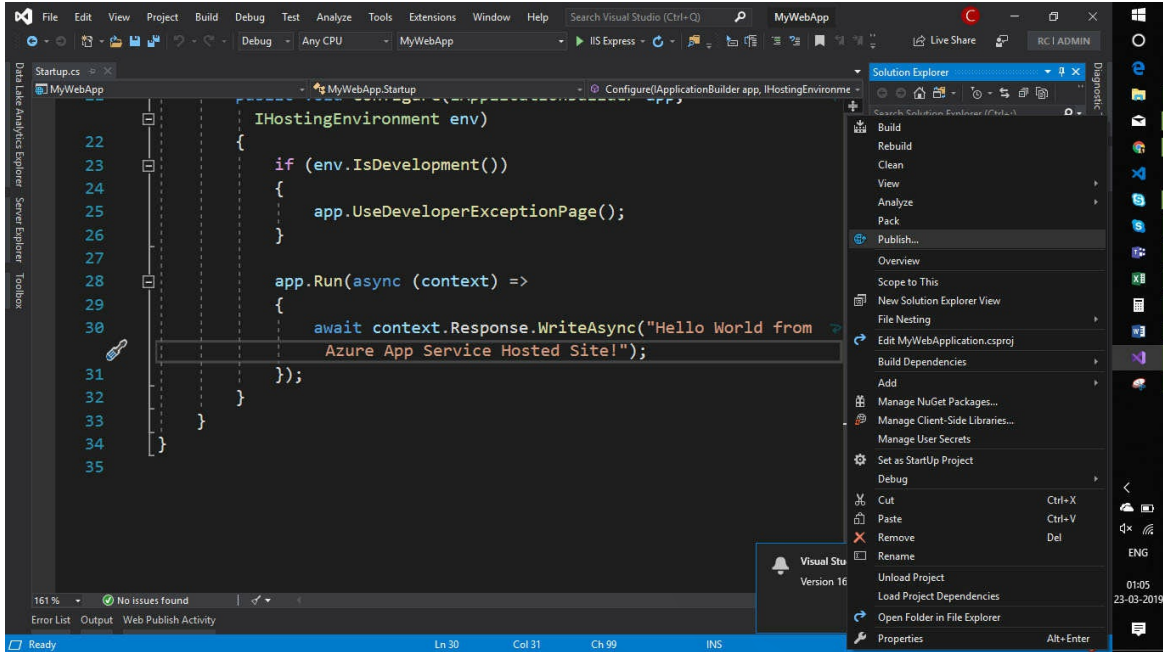 File Edit View Project Build Debug Test Analyze Tools Extensions Window Help Search Visual Studio (Ctrl+Q) MyWebApp C
Debug Any CPU MyWebApp IIS Express Live Share RC | ADMIN
Data Lake Analytics Explorer
Server Explorer
Toolbox
Startup.cs
MyWebApp MyWebApp.Startup Configure(IApplicationBuilder app, IHostingEnvironme
IHostingEnvironment env)
22 {
23 if (env.IsDevelopment())
24 {
25 app.UseDeveloperExceptionPage();
26 }
27
28 app.Run(async (context) =>
29 {
30 await context.Response.WriteAsync("Hello World from
Azure App Service Hosted Site!");
31 });
32 }
33 }
34 }
35
Solution Explorer
Search Solution Explorer (Ctrl+;)
Diagnostic
Build
Rebuild
Clean
View
Analyze
Pack
Publish...
Overview
Scope to This
New Solution Explorer View
File Nesting
Edit MyWebApplication.csproj
Build Dependencies
Add
Manage NuGet Packages...
Manage Client-Side Libraries...
Manage User Secrets
Set as StartUp Project
Debug
Cut Ctrl+X
Paste Ctrl+V
Remove Del
Rename
Unload Project
Load Project Dependencies
Open Folder in File Explorer
Properties Alt+Enter
Visual Stu
Version 16
161 % No issues found
Error List Output Web Publish Activity
Ready Ln 30 Col 31 Ch 99 INS
ENG
01:05
23-03-2019